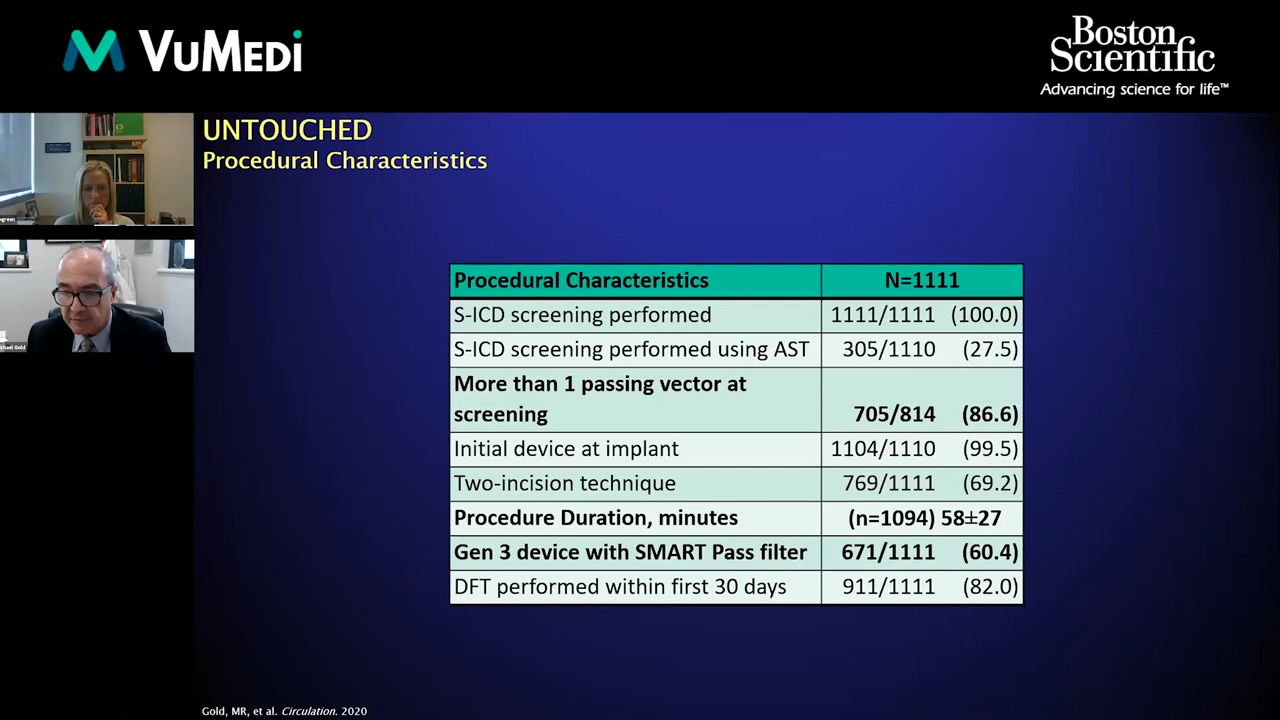 VUMEDI
Boston
Scientific
Advancing science for life™
UNTOUCHED
Procedural Characteristics
Procedural Characteristics N=1111
S-ICD screening performed 1111/1111 (100.0)
S-ICD screening performed using AST 305/1110 (27.5)
More than 1 passing vector at
screening 705/814 (86.6)
Initial device at implant 1104/1110 (99.5)
Two-incision technique 769/1111 (69.2)
Procedure Duration, minutes (n=1094) 58±27
Gen 3 device with SMART Pass filter 671/1111 (60.4)
DFT performed within first 30 days 911/1111 (82.0)
Gold, MR, et al. Circulation. 2020